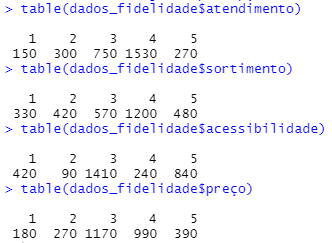 > table(dados_fidelidade$atendimento)
1 2 3 4 5
150 300 750 1530 270
> table(dados_fidelidade$sortimento)
1 2 3 4 5
330 420 570 1200 480
> table(dados_fidelidade$acessibilidade)
1 2 3 4 5
420 90 1410 240 840
> table(dados_fidelidade$preço)
1 2 3 4 5
180 270 1170 990 390